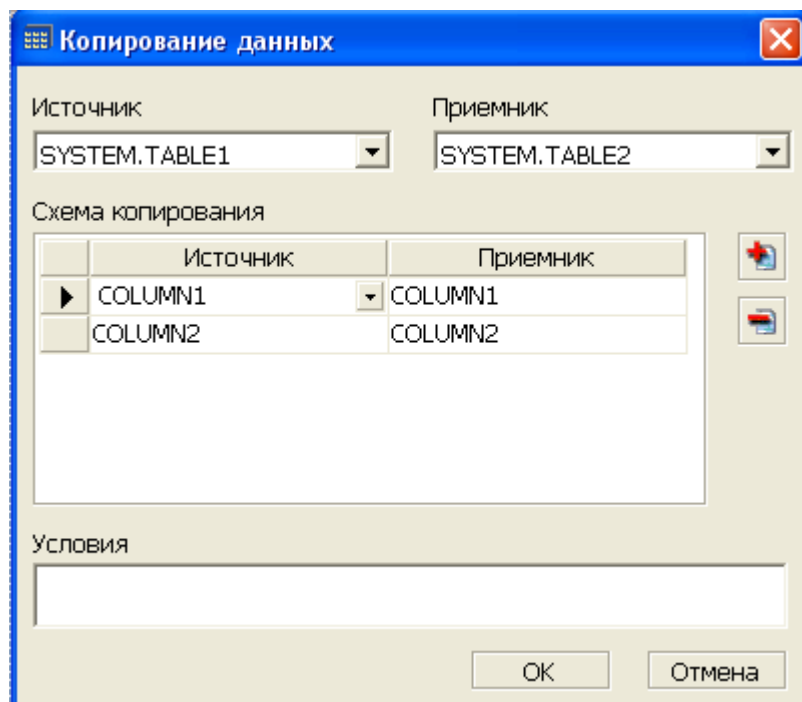 Копирование данных
Источник Приемник
SYSTEM.TABLE1 SYSTEM.TABLE2
Схема копирования
Источник Приемник
COLUMN1 COLUMN1
COLUMN2 COLUMN2
Условия
OK Отмена